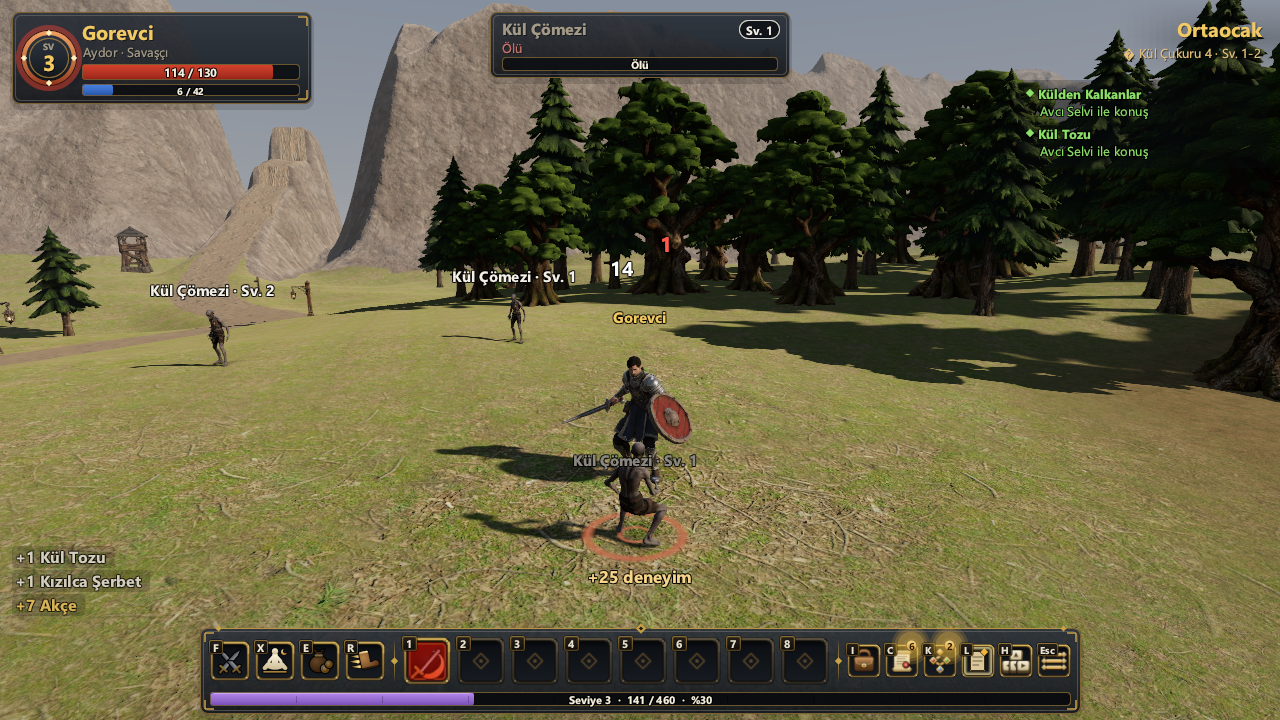 Gorevci
SV
3
Aydor · Savaşçı
114 / 130
6 / 42
Kül Çömezi
Sv. 1
Ölü
Ölü
Ortaocak
Kül Çukuru 4 · Sv. 1-2
Külden Kalkanlar
Avcı Selvi ile konuş
Kül Tozu
Avcı Selvi ile konuş
1
14
Kül Çömezi · Sv. 1
Kül Çömezi · Sv. 2
Gorevci
Kül Çömezi · Sv. 1
+1 Kül Tozu
+1 Kızılca Şerbet
+7 Akçe
+25 deneyim
F X E R 1 2 3 4 5 6 7 8 I C 6 K 2 L H Esc
Seviye 3 · 141 / 460 · %30